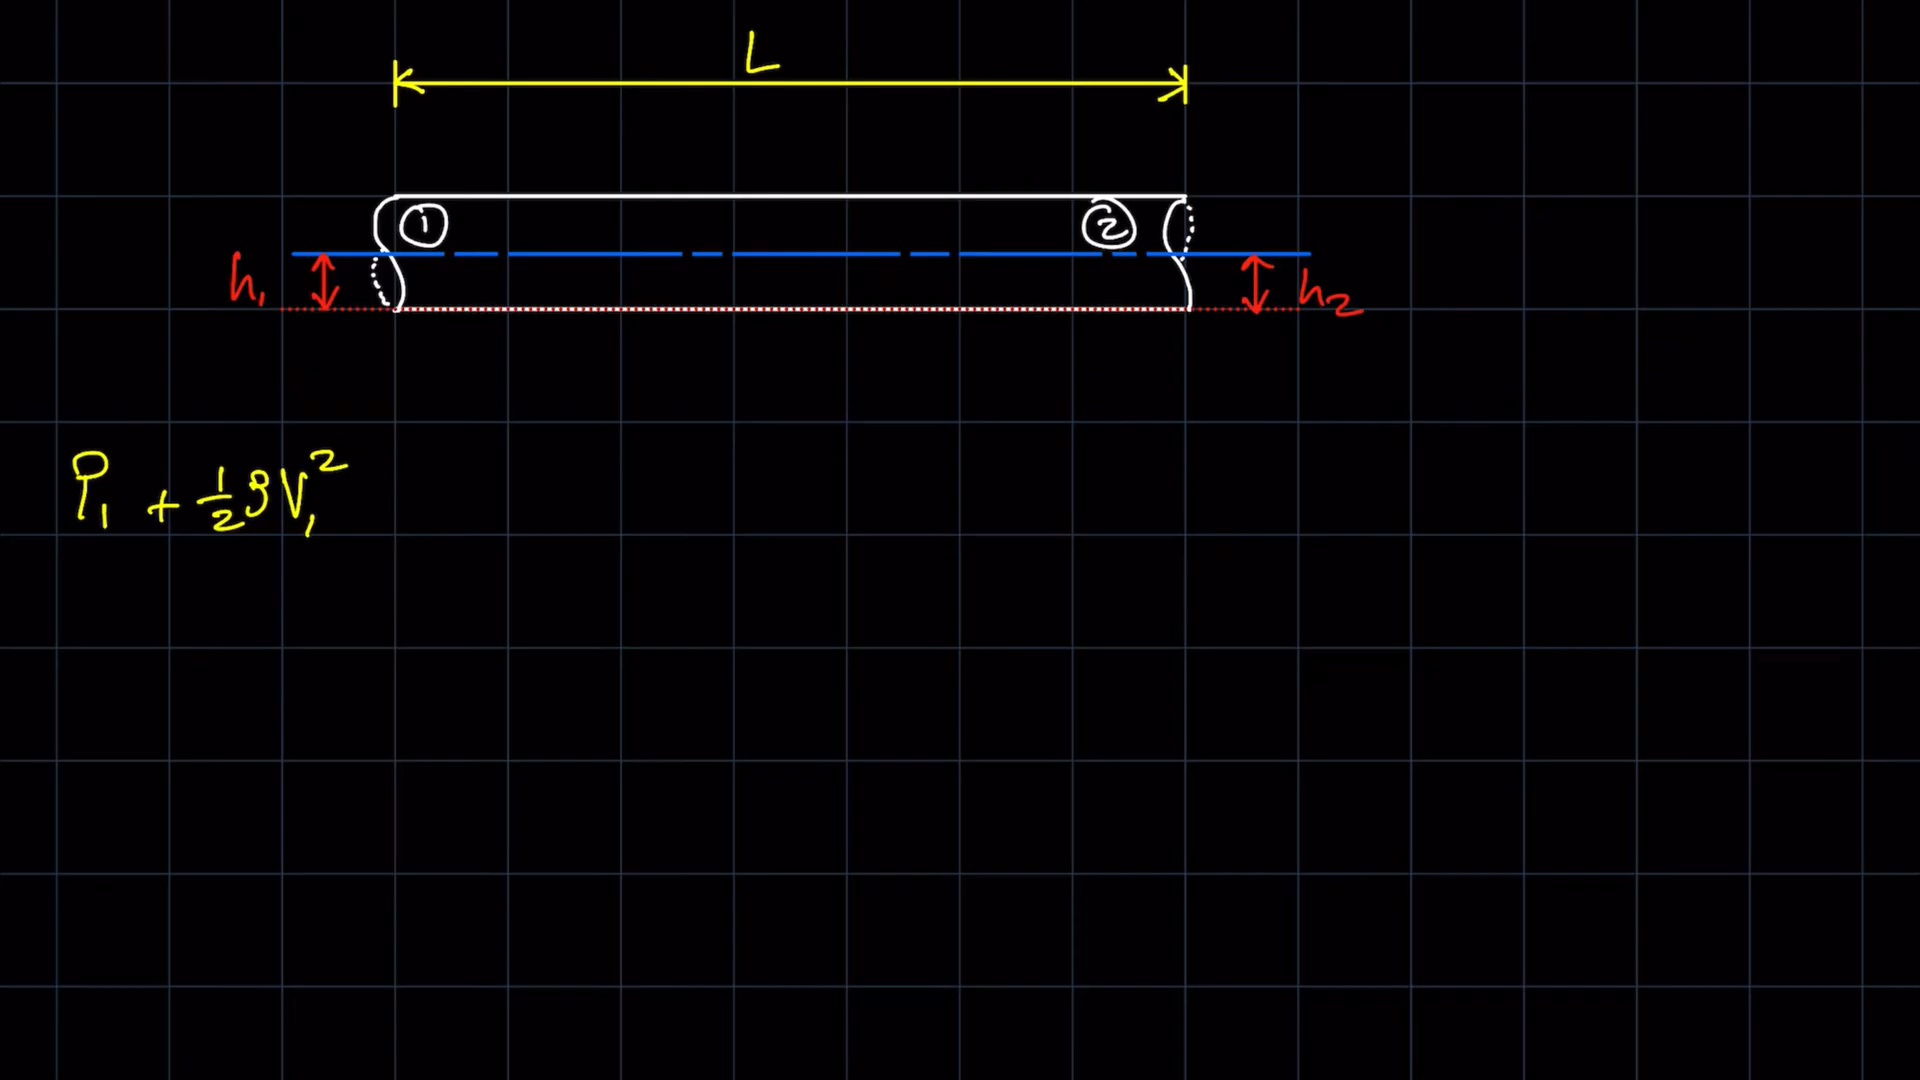 L
① ②
h₁ h₂
P₁ + ½ρV₁²